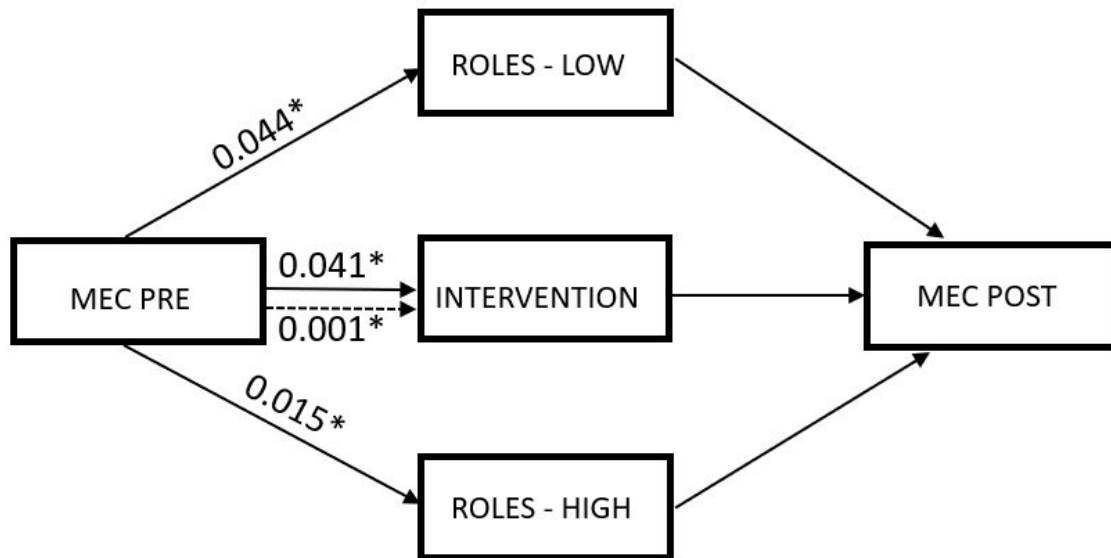 ROLES - LOW
0.044*
MEC PRE
0.041*
0.001*
INTERVENTION
MEC POST
0.015*
ROLES - HIGH